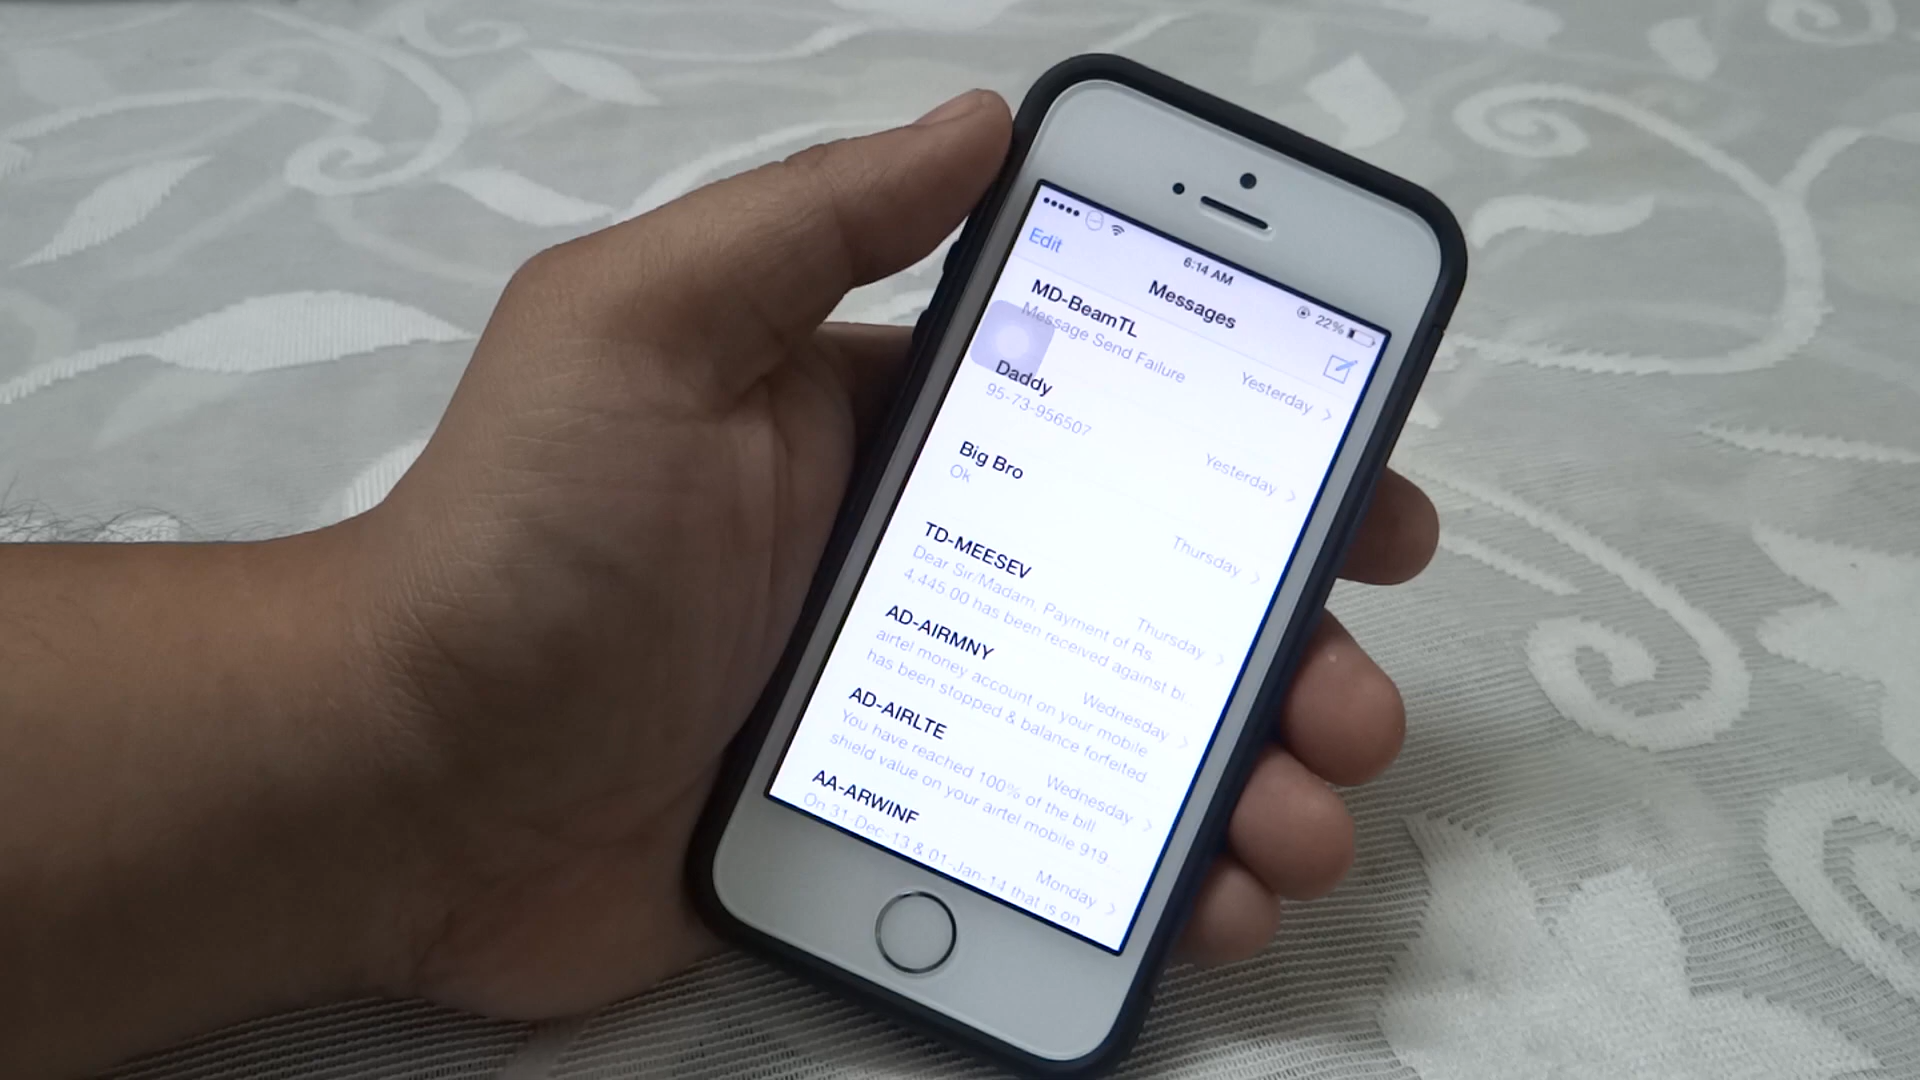 6:14 AM
22%
Edit
Messages
MD-BeamTL
Yesterday
Message Send Failure
Daddy
Yesterday
95-73-956507
Big Bro
Thursday
Ok
TD-MEESEV
Thursday
Dear Sir/Madam, Payment of Rs
4,445.00 has been received against bi...
AD-AIRMNY
Wednesday
airtel money account on your mobile
has been stopped & balance forfeited.
AD-AIRLTE
Wednesday
You have reached 100% of the bill
shield value on your airtel mobile 919
AA-ARWINF
Monday
On 31-Dec-13 & 01-Jan-14 that is on